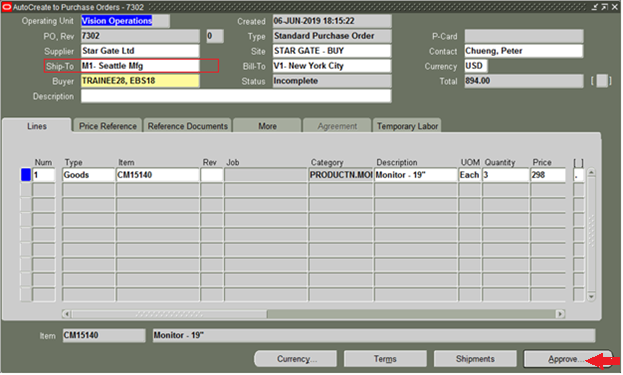 AutoCreate to Purchase Orders - 7302
Operating Unit Vision Operations Created 06-JUN-2019 18:15:22
PO, Rev 7302 0 Type Standard Purchase Order P-Card
Supplier Star Gate Ltd Site STAR GATE - BUY Contact Chueng, Peter
Ship-To M1- Seattle Mfg Bill-To V1- New York City Currency USD
Buyer TRAINEE28, EBS18 Status Incomplete Total 894.00 [ ]
Description
Lines Price Reference Reference Documents More Agreement Temporary Labor
Num Type Item Rev Job Category Description UOM Quantity Price [ ]
1 Goods CM15140 PRODUCTN.MOI Monitor - 19" Each 3 298 .
Item CM15140 Monitor - 19"
Currency... Terms Shipments Approve...